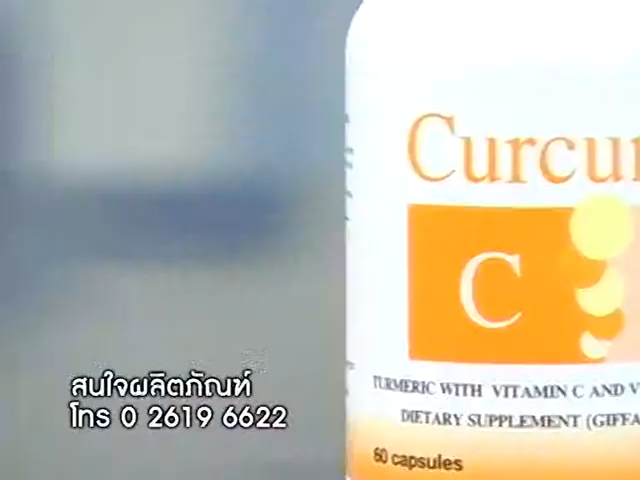 Curcu
C
TURMERIC WITH VITAMIN C AND V
DIETARY SUPPLEMENT (GIFFA
60 capsules
สนใจผลิตภัณฑ์
โทร 0 2619 6622